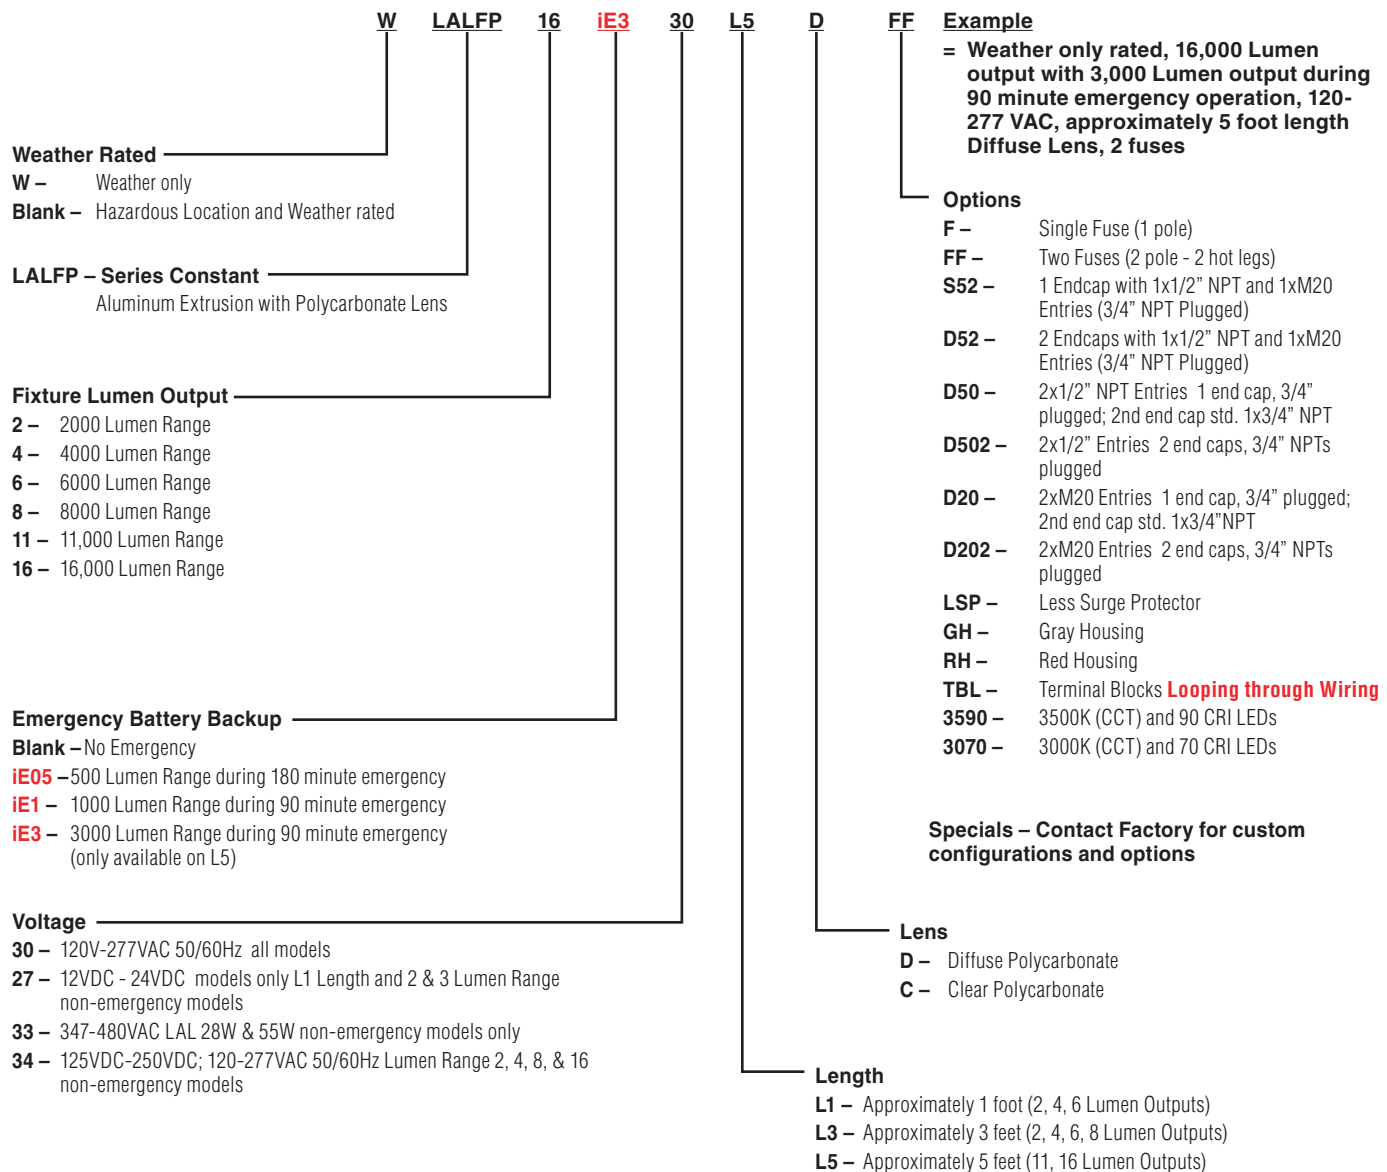 W LALFP 16 iE3 30 L5 D FF Example
= Weather only rated, 16,000 Lumen
output with 3,000 Lumen output during
90 minute emergency operation, 120-
277 VAC, approximately 5 foot length
Diffuse Lens, 2 fuses
Weather Rated
W – Weather only
Blank – Hazardous Location and Weather rated
LALFP – Series Constant
Aluminum Extrusion with Polycarbonate Lens
Fixture Lumen Output
2 – 2000 Lumen Range
4 – 4000 Lumen Range
6 – 6000 Lumen Range
8 – 8000 Lumen Range
11 – 11,000 Lumen Range
16 – 16,000 Lumen Range
Emergency Battery Backup
Blank – No Emergency
iE05 – 500 Lumen Range during 180 minute emergency
iE1 – 1000 Lumen Range during 90 minute emergency
iE3 – 3000 Lumen Range during 90 minute emergency
(only available on L5)
Voltage
30 – 120V-277VAC 50/60Hz all models
27 – 12VDC - 24VDC models only L1 Length and 2 & 3 Lumen Range
non-emergency models
33 – 347-480VAC LAL 28W & 55W non-emergency models only
34 – 125VDC-250VDC; 120-277VAC 50/60Hz Lumen Range 2, 4, 8, & 16
non-emergency models
Options
F – Single Fuse (1 pole)
FF – Two Fuses (2 pole - 2 hot legs)
S52 – 1 Endcap with 1x1/2” NPT and 1xM20
Entries (3/4” NPT Plugged)
D52 – 2 Endcaps with 1x1/2” NPT and 1xM20
Entries (3/4” NPT Plugged)
D50 – 2x1/2” NPT Entries 1 end cap, 3/4”
plugged; 2nd end cap std. 1x3/4” NPT
D502 – 2x1/2” Entries 2 end caps, 3/4” NPTs
plugged
D20 – 2xM20 Entries 1 end cap, 3/4” plugged;
2nd end cap std. 1x3/4”NPT
D202 – 2xM20 Entries 2 end caps, 3/4” NPTs
plugged
LSP – Less Surge Protector
GH – Gray Housing
RH – Red Housing
TBL – Terminal Blocks Looping through Wiring
3590 – 3500K (CCT) and 90 CRI LEDs
3070 – 3000K (CCT) and 70 CRI LEDs
Specials – Contact Factory for custom
configurations and options
Lens
D – Diffuse Polycarbonate
C – Clear Polycarbonate
Length
L1 – Approximately 1 foot (2, 4, 6 Lumen Outputs)
L3 – Approximately 3 feet (2, 4, 6, 8 Lumen Outputs)
L5 – Approximately 5 feet (11, 16 Lumen Outputs)